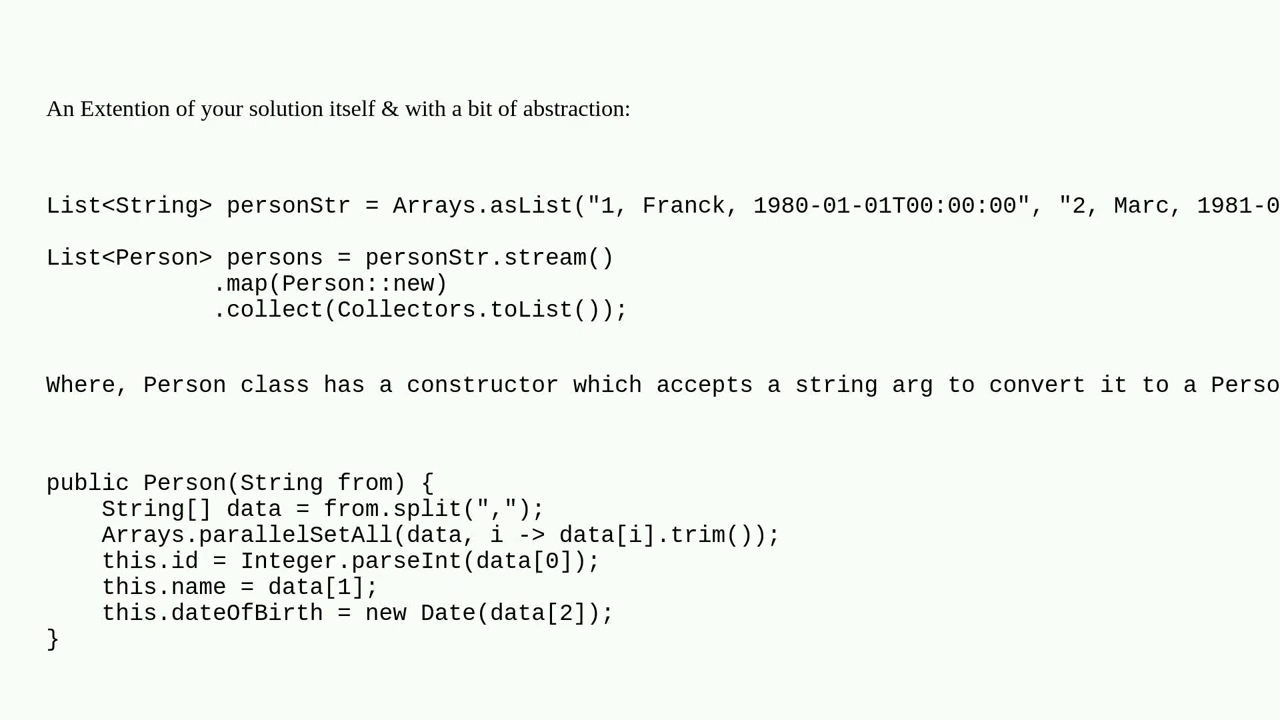 An Extention of your solution itself & with a bit of abstraction:
List<String> personStr = Arrays.asList("1, Franck, 1980-01-01T00:00:00", "2, Marc, 1981-0
List<Person> persons = personStr.stream()
.map(Person::new)
.collect(Collectors.toList());
Where, Person class has a constructor which accepts a string arg to convert it to a Perso
public Person(String from) {
String[] data = from.split(",");
Arrays.parallelSetAll(data, i -> data[i].trim());
this.id = Integer.parseInt(data[0]);
this.name = data[1];
this.dateOfBirth = new Date(data[2]);
}